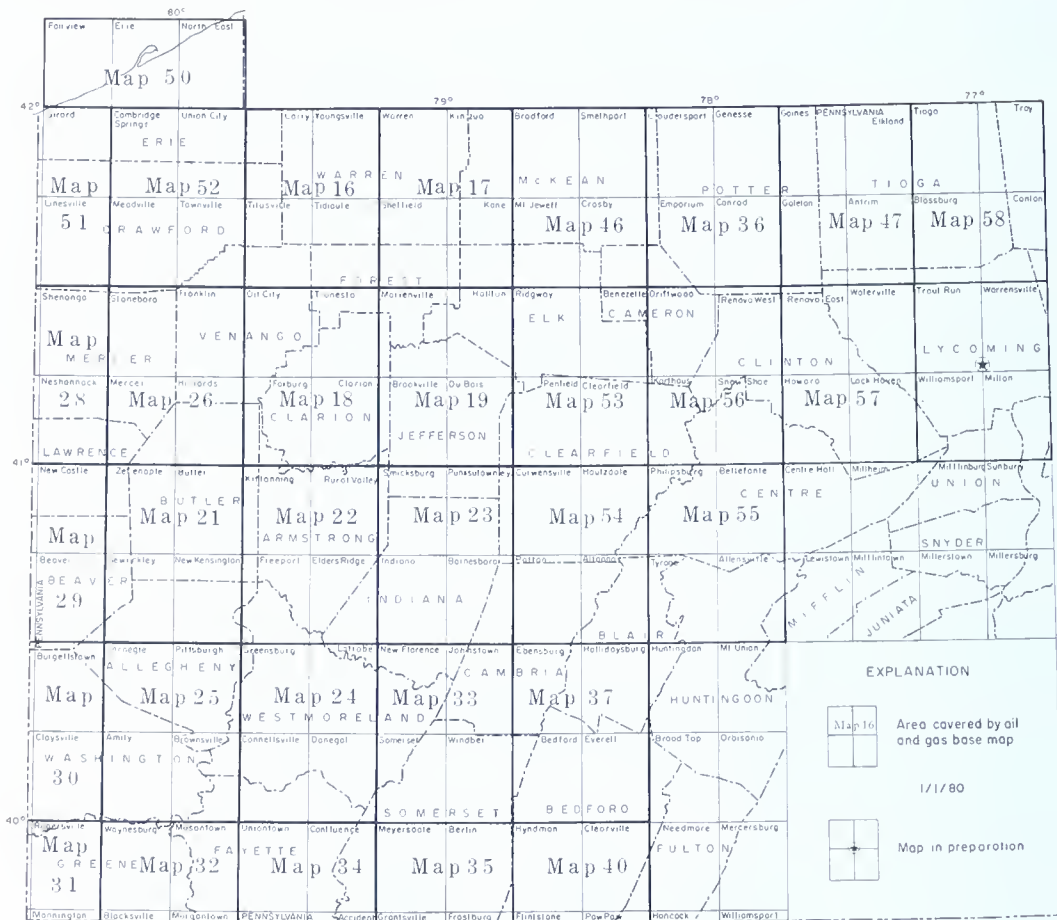 80°
Fairview Erie North East
Map 50
42° 79° 78° 77°
Girard Cambridge Springs Union City Corry Youngsville Warren Kinzua Bradford Smethport Coudersport Genesse Gaines PENNSYLVANIA Elkland Tioga Troy
ERIE
WARREN McKEAN POTTER TIOGA
Map Map 52 Map 16 Map 17
Linesville Meadville Townville Titusville Tidioute Sheffield Kane Mt Jewett Crosby Emporium Conrad Galeton Antrim Blossburg Canton
51 CRAWFORD Map 46 Map 36 Map 47 Map 58
FOREST
Shenango Stoneboro Franklin Oil City Tionesta Marienville Hallton Ridgway Benezette Driftwood Renovo West Renovo East Waterville Trout Run Warrensville
ELK CAMERON
Map VENANGO
MERCER CLINTON LYCOMING
Neshannock Mercer Hilliards Foxburg Clarion Brookville Du Bois Penfield Clearfield Karthaus Snow Shoe Howard Lock Haven Williamsport Milton
28 Map 26 Map 18 Map 19 Map 53 Map 56 Map 57
CLARION
JEFFERSON
LAWRENCE CLEARFIELD
41°
New Castle Zelienople Butler Kittanning Rural Valley Smicksburg Punxsutawney Curwensville Houtzdale Philipsburg Bellefonte Centre Hall Millheim Mifflinburg Sunbury
BUTLER CENTRE UNION
Map Map 21 Map 22 Map 23 Map 54 Map 55
ARMSTRONG SNYDER
Beaver Sewickley New Kensington Freeport Elders Ridge Indiana Barnesboro Patton Altoona Tyrone Allensville Lewistown Mifflintown Millerstown Millersburg
BEAVER
29 INDIANA MIFFLIN JUNIATA
PENNSYLVANIA
BLAIR
Burgettstown Carnegie Pittsburgh Greensburg Latrobe New Florence Johnstown Ebensburg Hollidaysburg Huntingdon Mt Union
ALLEGHENY CAMBRIA
Map Map 25 Map 24 Map 33 Map 37 HUNTINGDON
WESTMORELAND
Claysville Amity Brownsville Connellsville Donegal Somerset Windber Bedford Everett Broad Top Orbisonia
WASHINGTON
30
SOMERSET BEDFORD
40°
Rogersville Waynesburg Masontown Uniontown Confluence Meyersdale Berlin Hyndman Clearville Needmore Mercersburg
Map FAYETTE FULTON
GREENE Map 32 Map 34 Map 35 Map 40
31
Mannington Blacksville Morgantown PENNSYLVANIA Accident Grantsville Frostburg Flintstone Paw Paw Hancock Williamsport
EXPLANATION
Map 16
Area covered by oil
and gas base map
1/1/80
Map in preparation